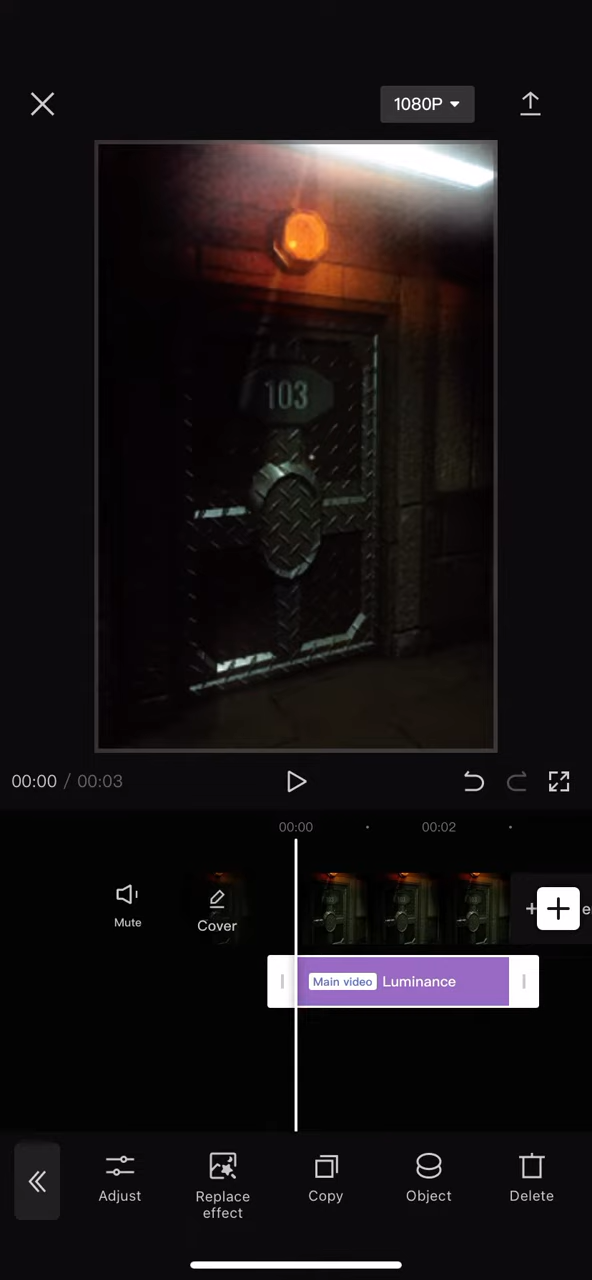 1080P
103
00:00 / 00:03
00:00
00:02
Mute
Cover
+
e
Main video
Luminance
Adjust
Replace
effect
Copy
Object
Delete